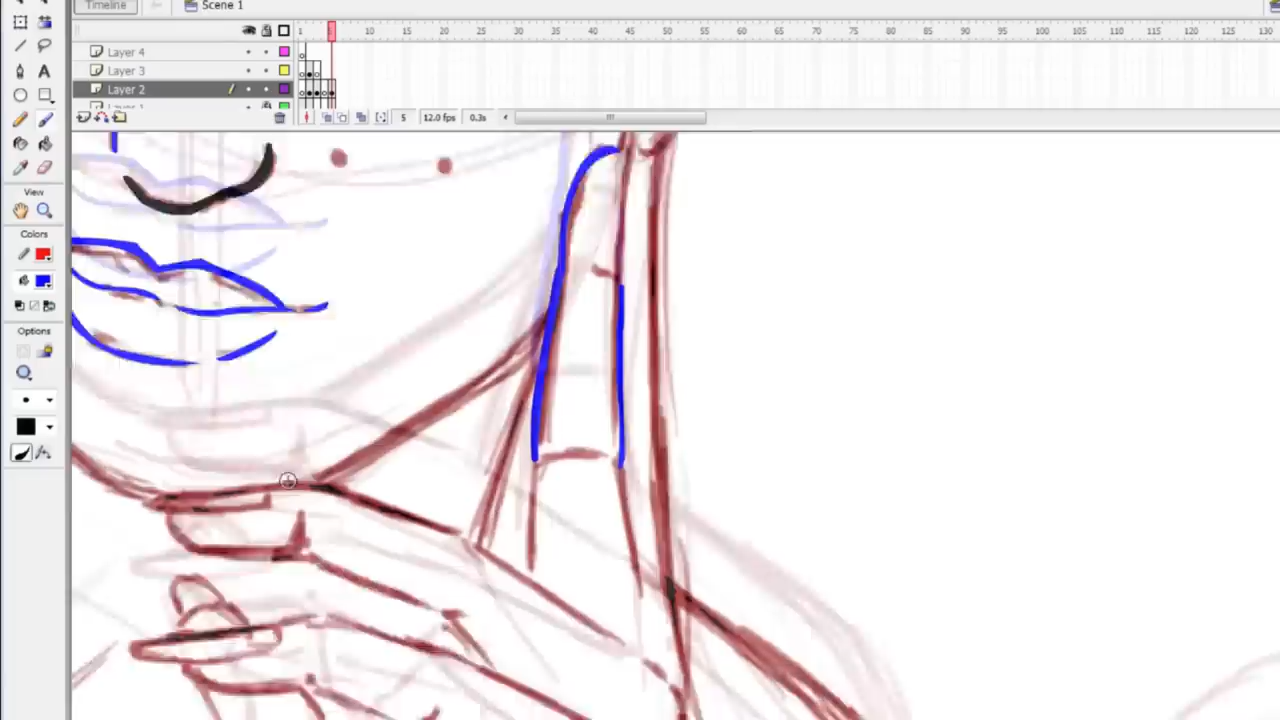 Timeline
Scene 1
1 5 10 15 20 25 30 35 40 45 50 55 60 65 70 75 80 85 90 95 100 105 110 115 120 125 130
Layer 4
Layer 3
Layer 2
5 12.0 fps 0.3s
View
Colors
Options